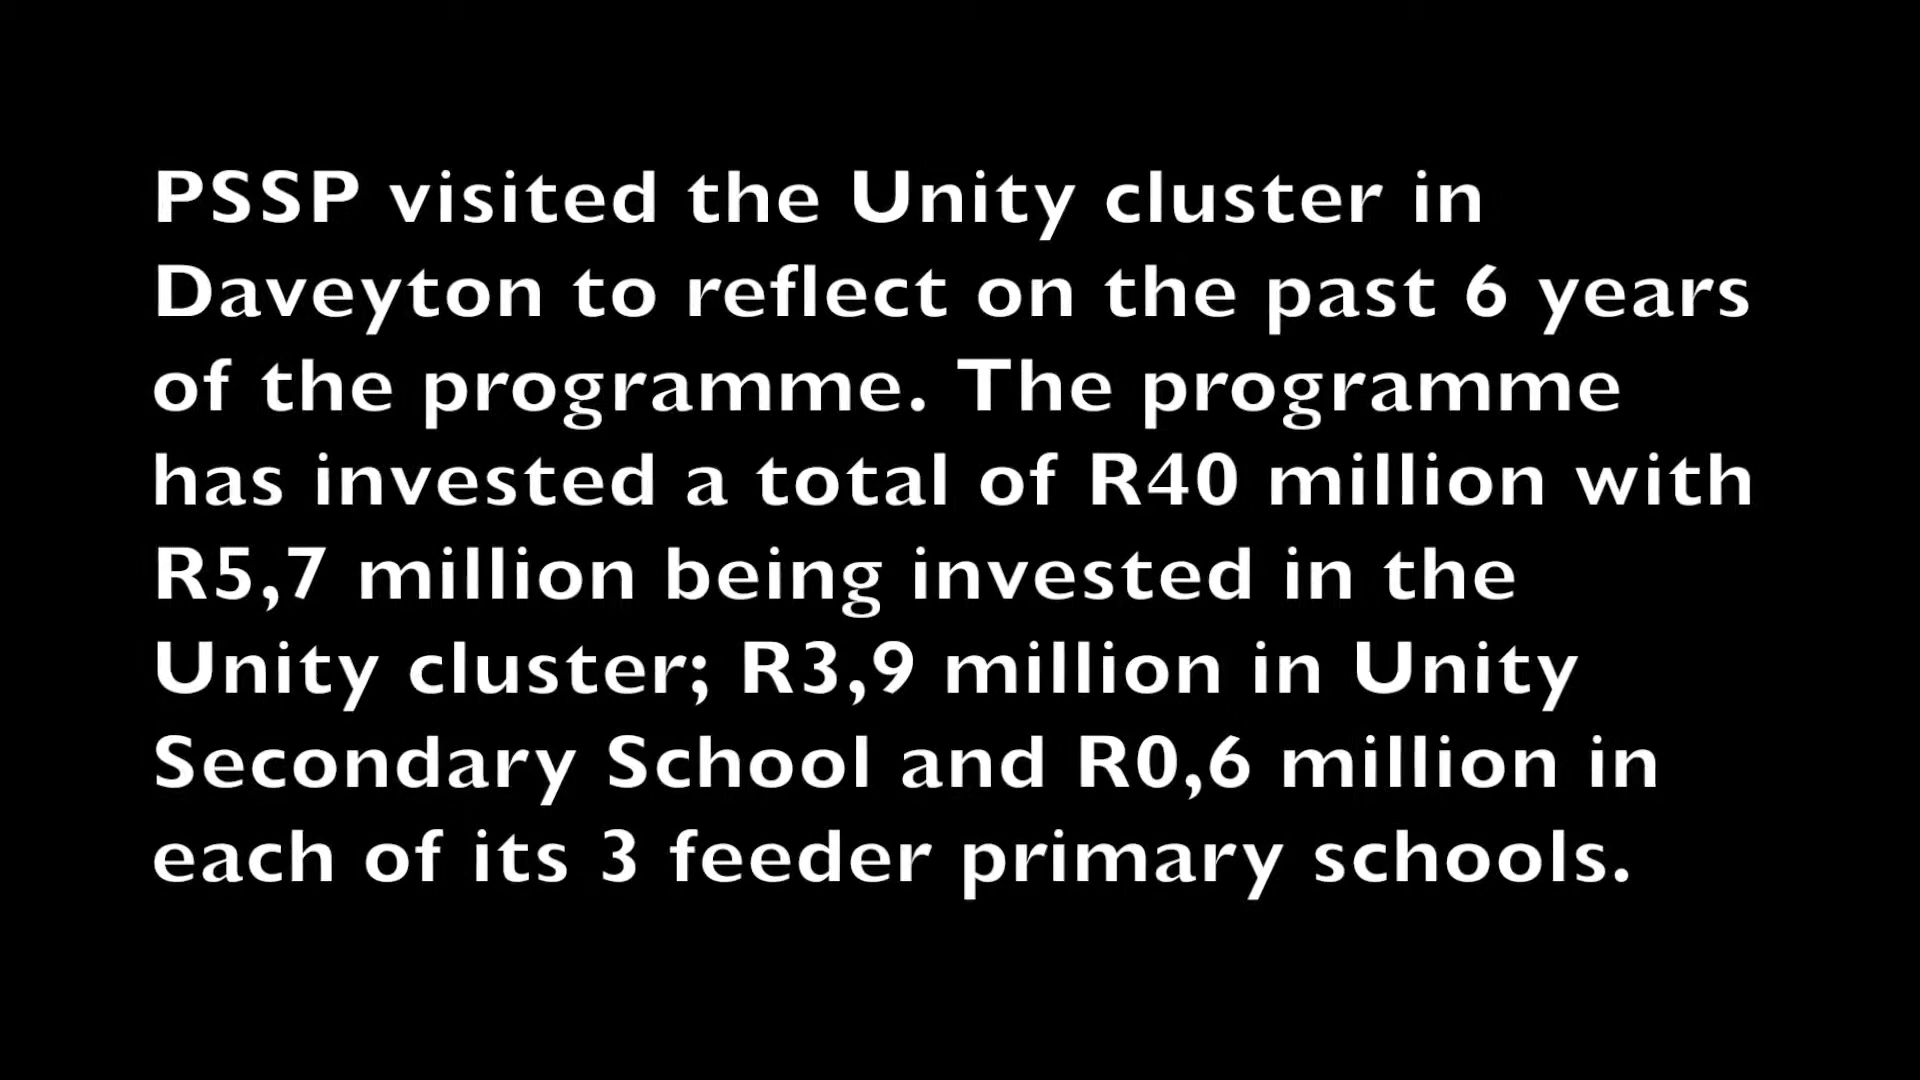 PSSP visited the Unity cluster in
Daveyton to reflect on the past 6 years
of the programme. The programme
has invested a total of R40 million with
R5,7 million being invested in the
Unity cluster; R3,9 million in Unity
Secondary School and R0,6 million in
each of its 3 feeder primary schools.